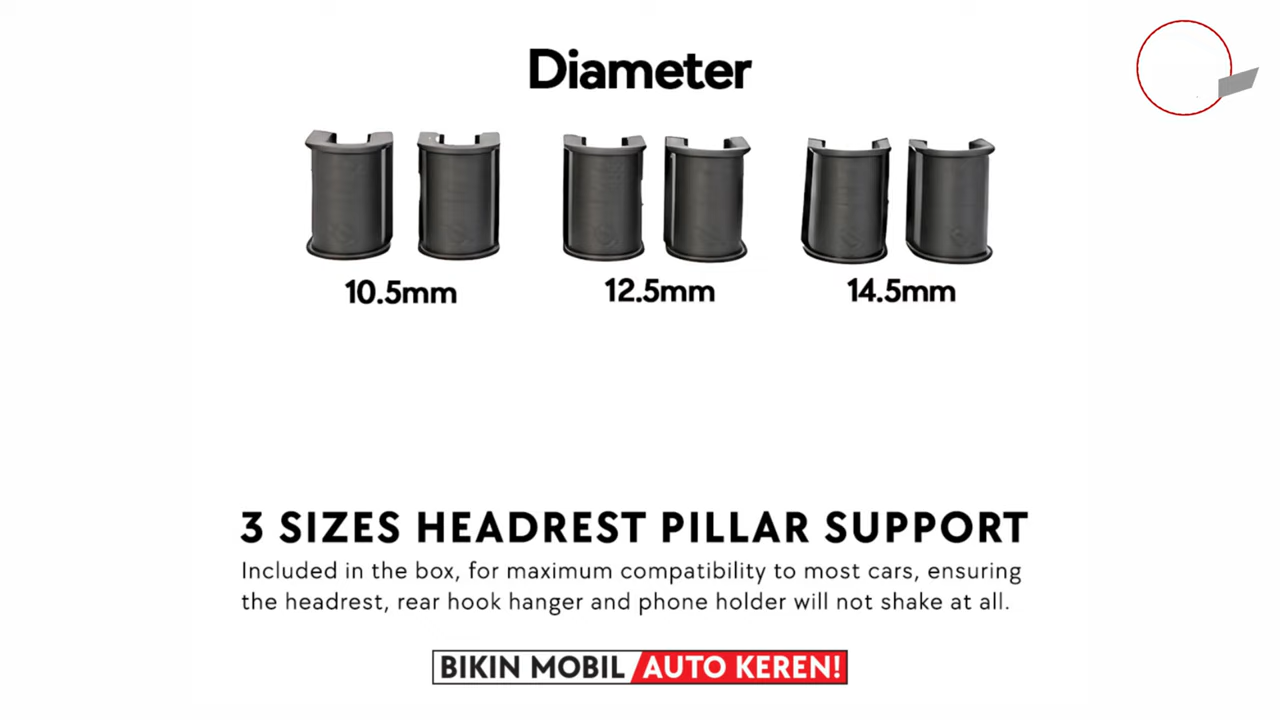 Diameter
10.5mm 12.5mm 14.5mm
3 SIZES HEADREST PILLAR SUPPORT
Included in the box, for maximum compatibility to most cars, ensuring
the headrest, rear hook hanger and phone holder will not shake at all.
BIKIN MOBIL AUTO KEREN!